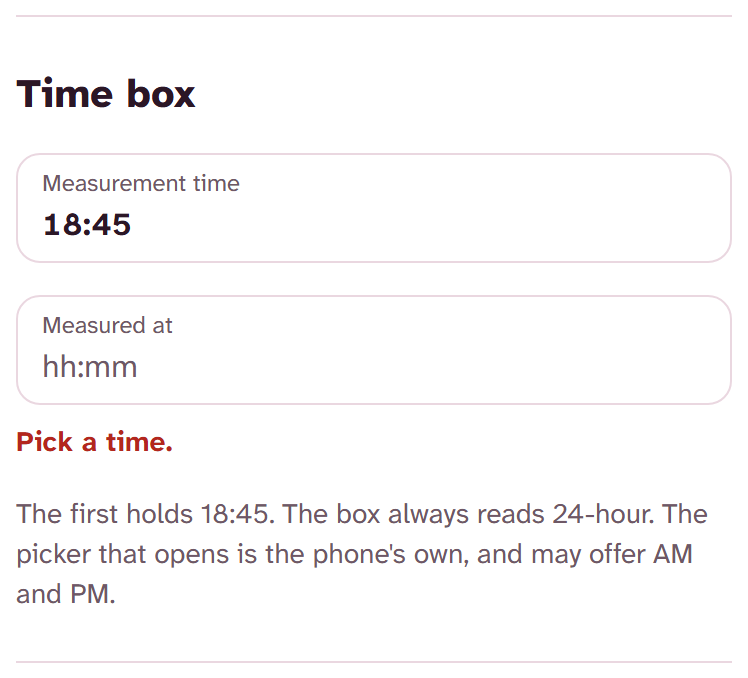 Time box
Measurement time
18:45
Measured at
hh:mm
Pick a time.
The first holds 18:45. The box always reads 24-hour. The
picker that opens is the phone's own, and may offer AM
and PM.